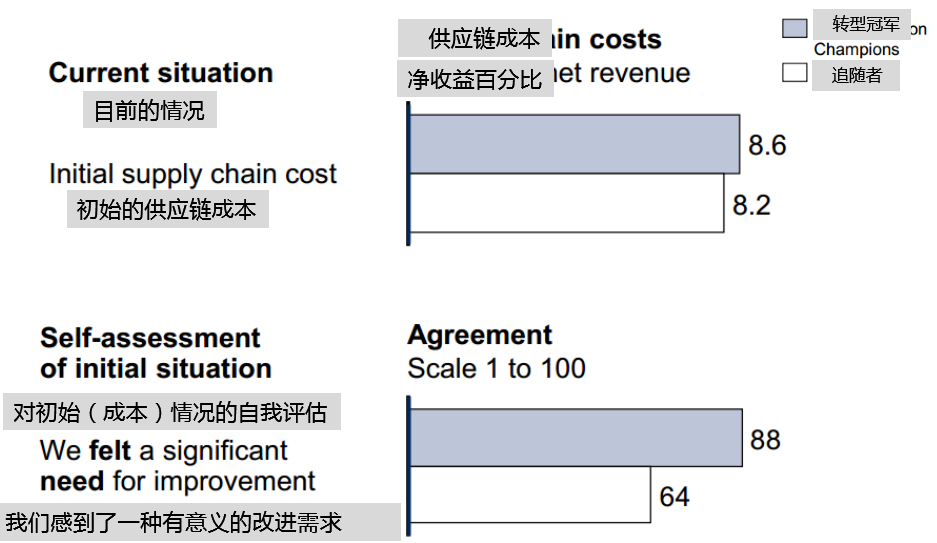 供应链成本
ain costs
净收益百分比
net revenue
转型冠军
on
Champions
追随者
Current situation
目前的情况
Initial supply chain cost
初始的供应链成本
8.6
8.2
Self-assessment
of initial situation
对初始（成本）情况的自我评估
We felt a significant
need for improvement
我们感到了一种有意义的改进需求
Agreement
Scale 1 to 100
88
64